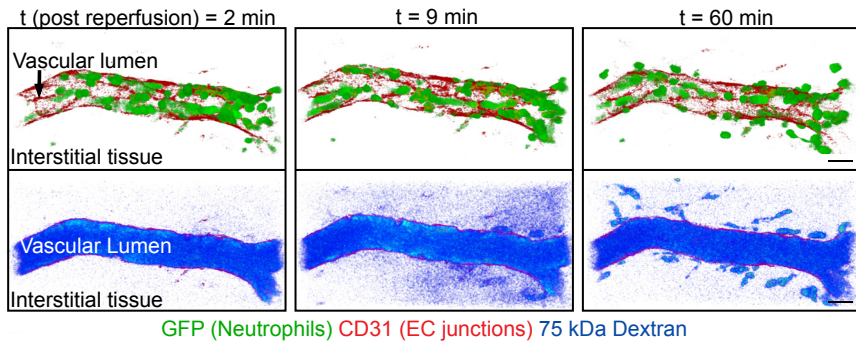 t (post reperfusion) = 2 min
t = 9 min
t = 60 min
Vascular lumen
Interstitial tissue
Vascular Lumen
Interstitial tissue
GFP (Neutrophils) CD31 (EC junctions) 75 kDa Dextran